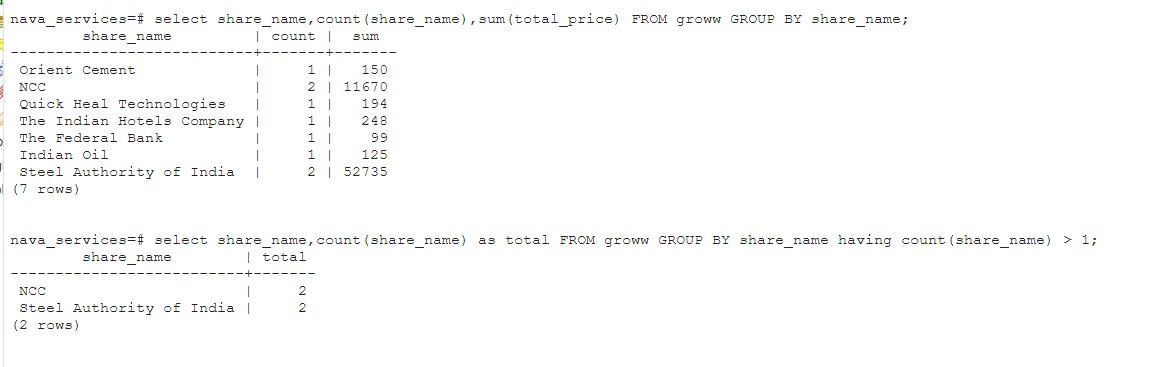 nava_services=# select share_name,count(share_name),sum(total_price) FROM groww GROUP BY share_name;
share_name | count | sum
---------------------------+-------+-------
Orient Cement | 1 | 150
NCC | 2 | 11670
Quick Heal Technologies | 1 | 194
The Indian Hotels Company | 1 | 248
The Federal Bank | 1 | 99
Indian Oil | 1 | 125
Steel Authority of India | 2 | 52735
(7 rows)
nava_services=# select share_name,count(share_name) as total FROM groww GROUP BY share_name having count(share_name) > 1;
share_name | total
--------------------------+-------
NCC | 2
Steel Authority of India | 2
(2 rows)